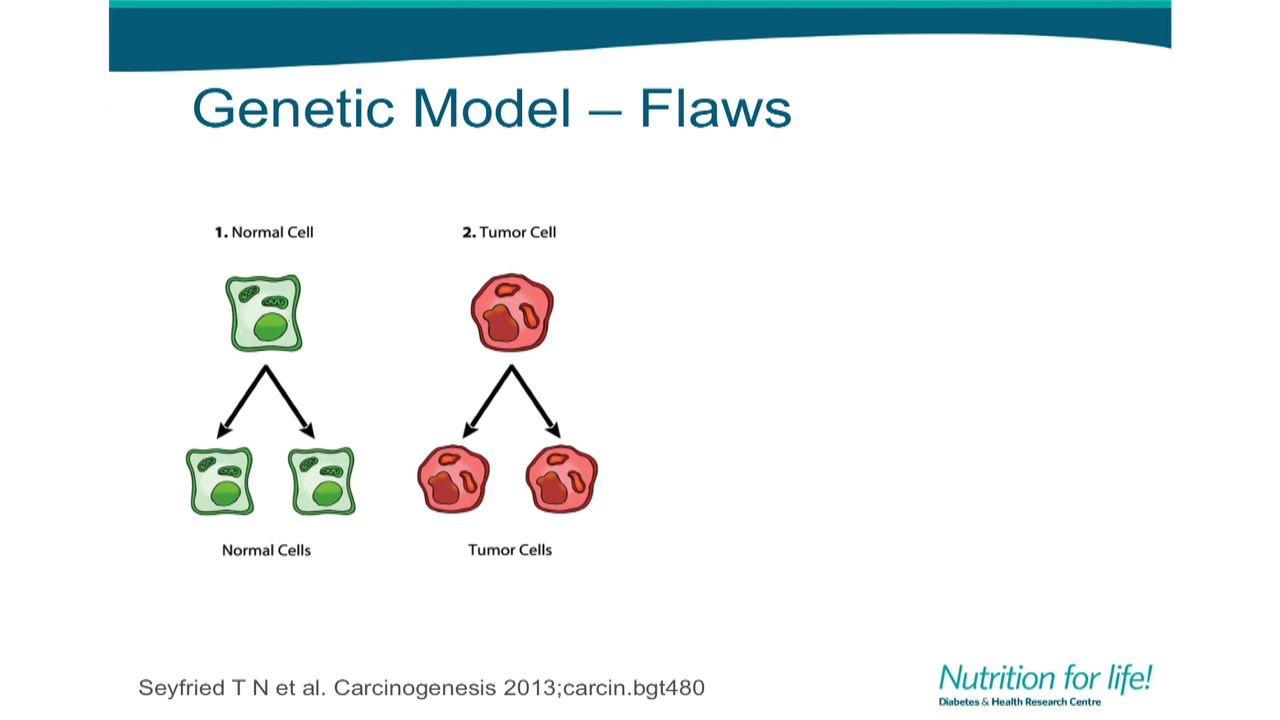 Genetic Model – Flaws
1. Normal Cell
2. Tumor Cell
Normal Cells
Tumor Cells
Seyfried T N et al. Carcinogenesis 2013;carcin.bgt480
Nutrition for life!
Diabetes & Health Research Centre